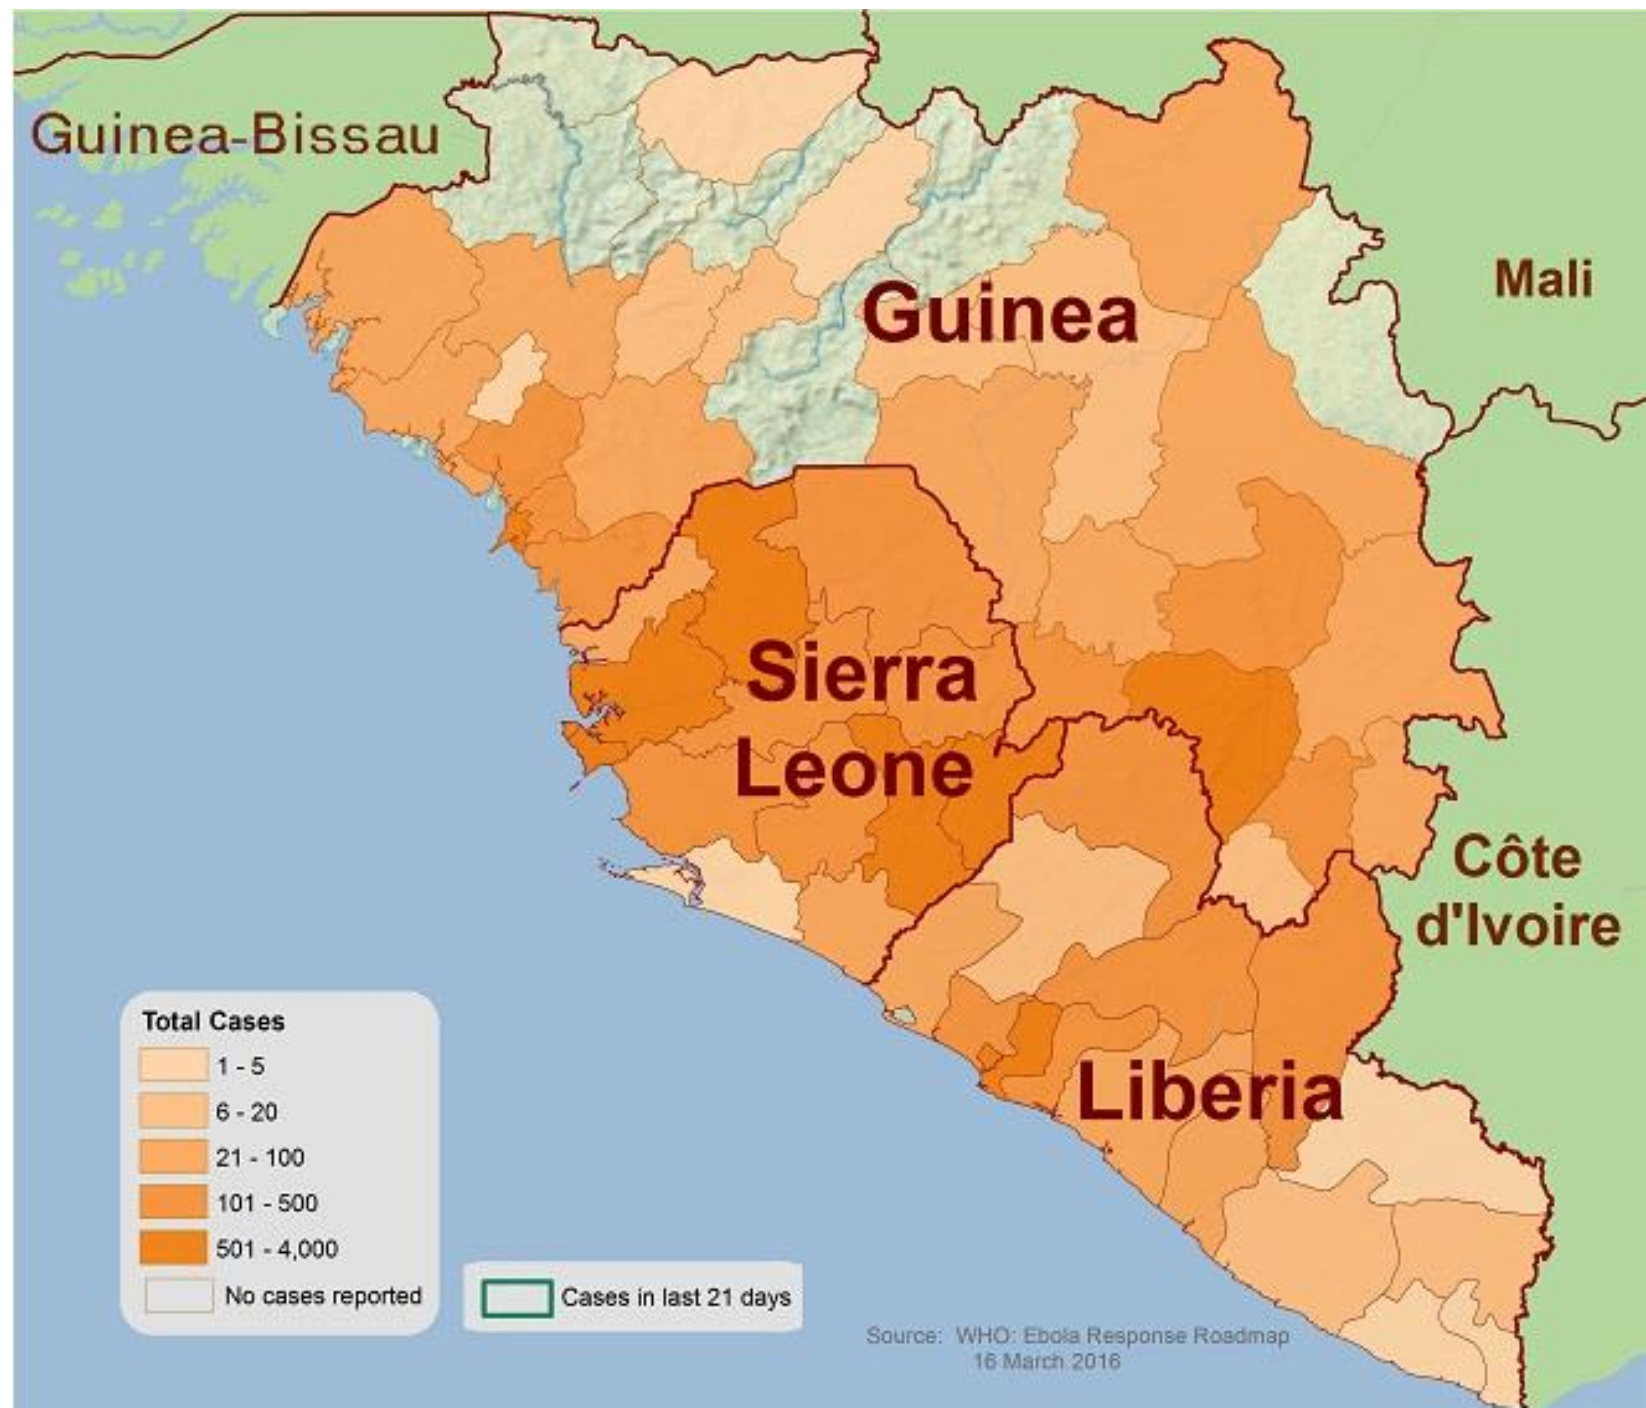 Guinea-Bissau
Mali
Guinea
Sierra
Leone
Côte
d'Ivoire
Liberia
Total Cases
1 - 5
6 - 20
21 - 100
101 - 500
501 - 4,000
No cases reported
Cases in last 21 days
Source: WHO: Ebola Response Roadmap
16 March 2016